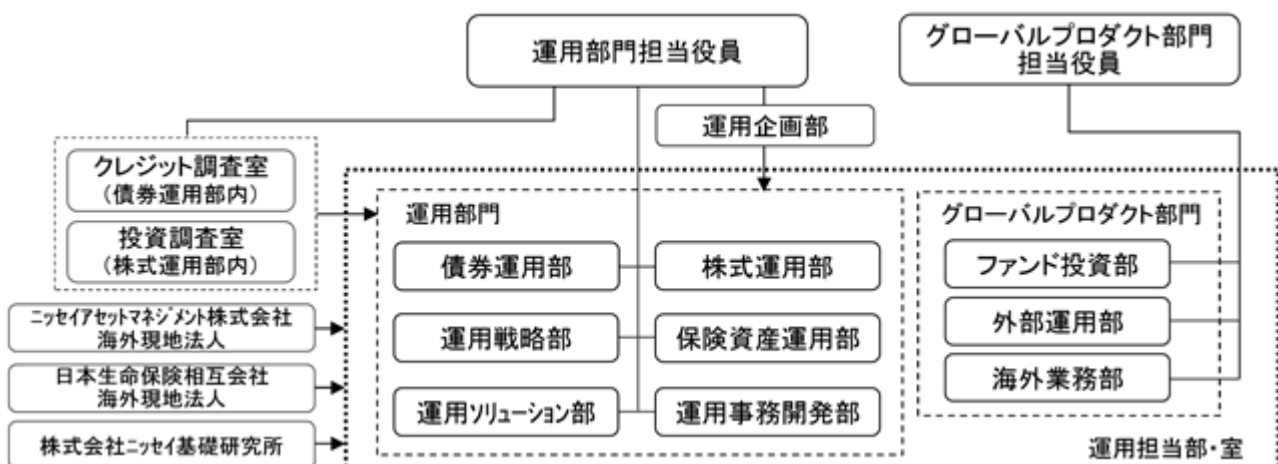 運用部門担当役員
グローバルプロダクト部門
担当役員
運用企画部
クレジット調査室
（債券運用部内）
投資調査室
（株式運用部内）
運用部門
債券運用部
株式運用部
運用戦略部
保険資産運用部
運用ソリューション部
運用事務開発部
グローバルプロダクト部門
ファンド投資部
外部運用部
海外業務部
ニッセイアセットマネジメント株式会社
海外現地法人
日本生命保険相互会社
海外現地法人
株式会社ニッセイ基礎研究所
運用担当部・室